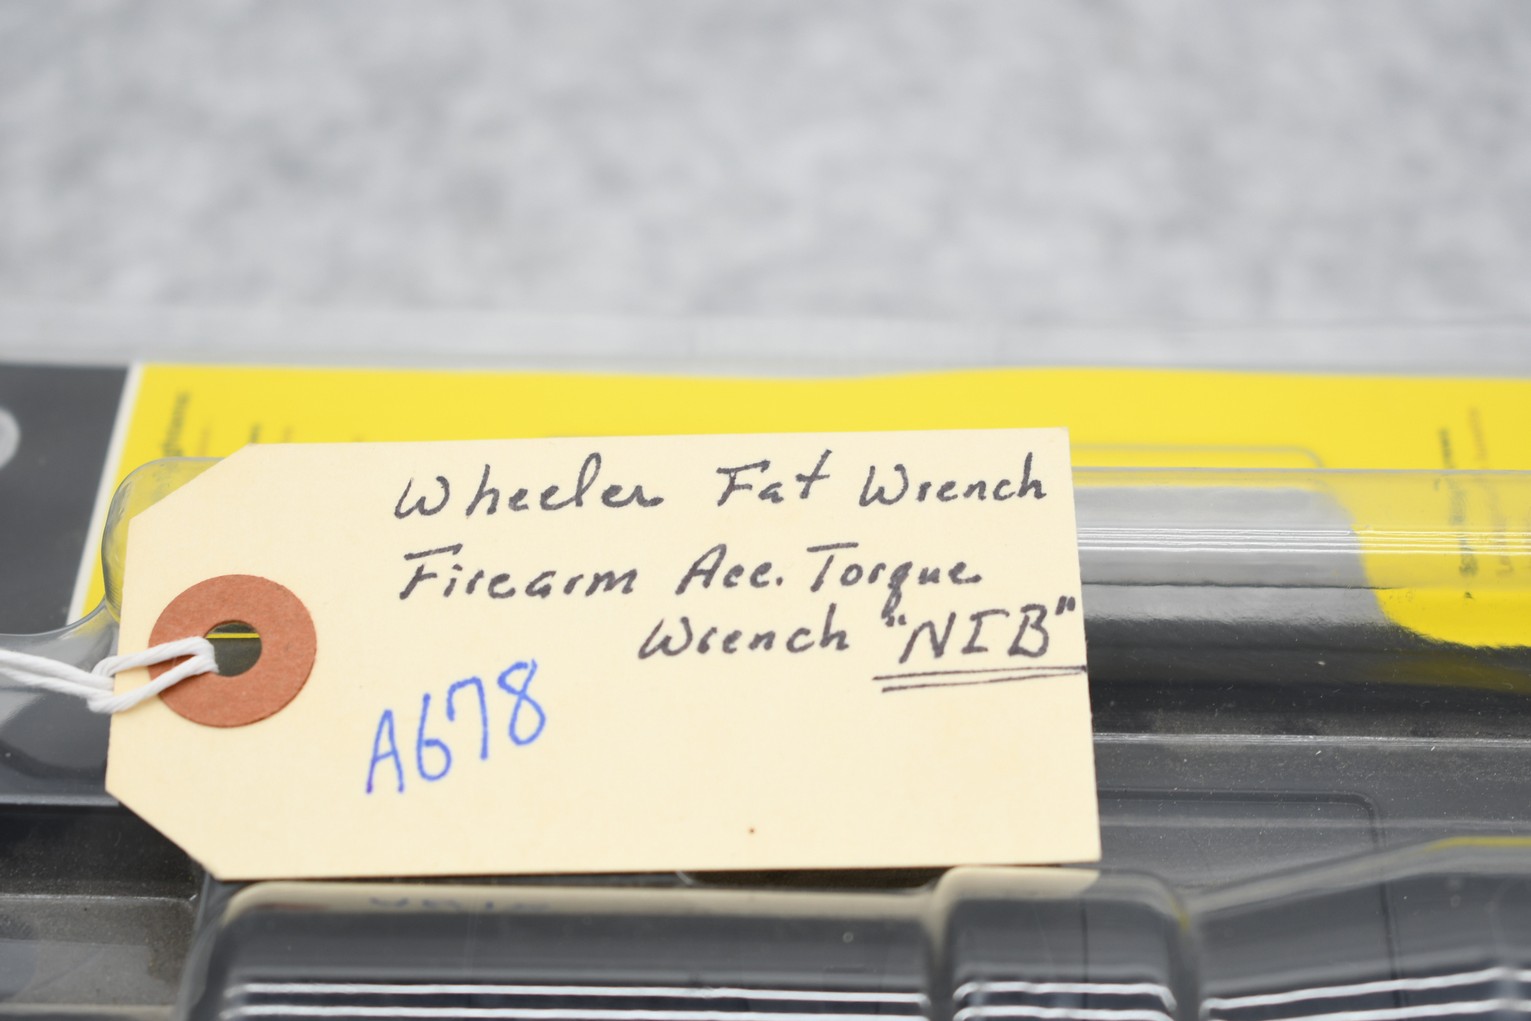 Wheeler Fat Wrench
Firearm Acc. Torque
Wrench "NIB"
A678